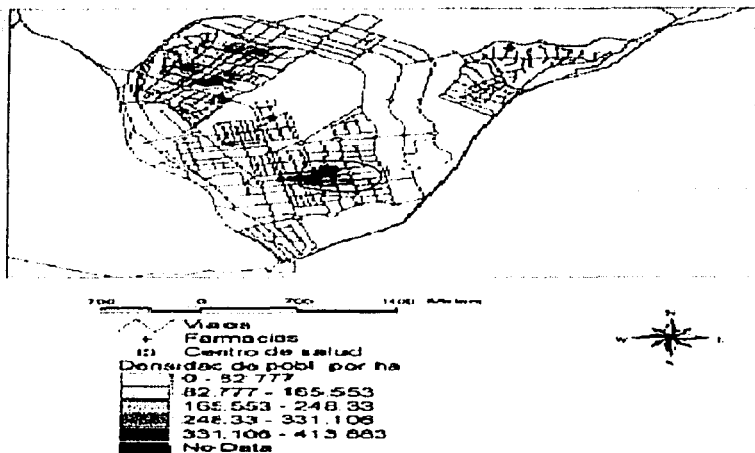 700 0 700 1400 Meters
Farmacias
Centro de salud
Densidad de pobl por ha
0 - 82.777
82.777 - 165.553
165.553 - 248.33
248.33 - 331.106
331.106 - 413.883
No Data
N
W